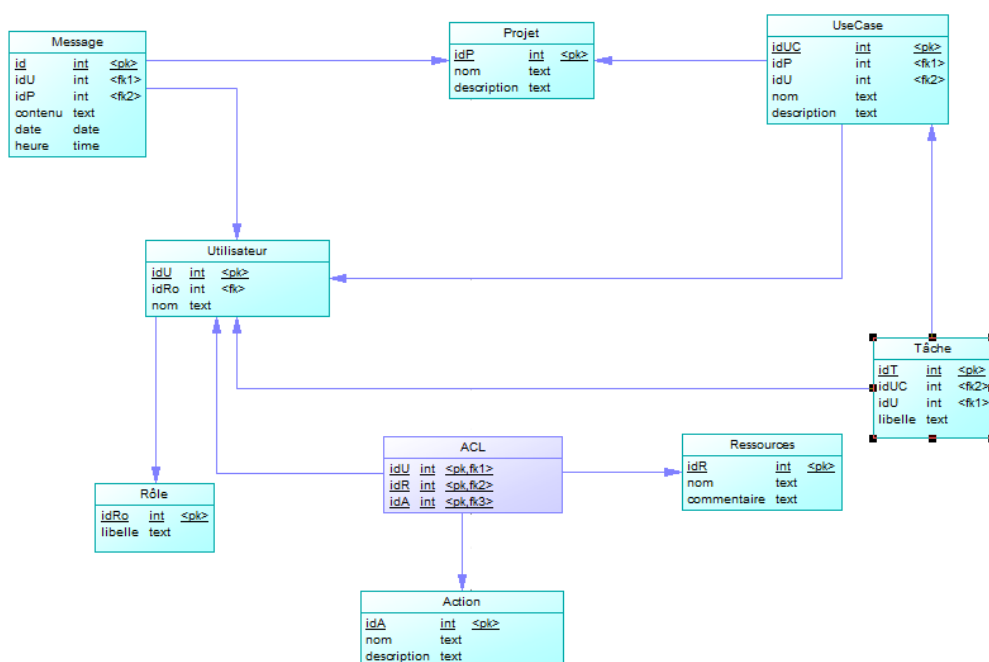 Message
id int <pk>
idU int <fk1>
idP int <fk2>
contenu text
date date
heure time
Projet
idP int <pk>
nom text
description text
UseCase
idUC int <pk>
idP int <fk1>
idU int <fk2>
nom text
description text
Utilisateur
idU int <pk>
idRo int <fk>
nom text
Tâche
idT int <pk>
idUC int <fk2>
idU int <fk1>
libelle text
ACL
idU int <pk,fk1>
idR int <pk,fk2>
idA int <pk,fk3>
Ressources
idR int <pk>
nom text
commentaire text
Rôle
idRo int <pk>
libelle text
Action
idA int <pk>
nom text
description text